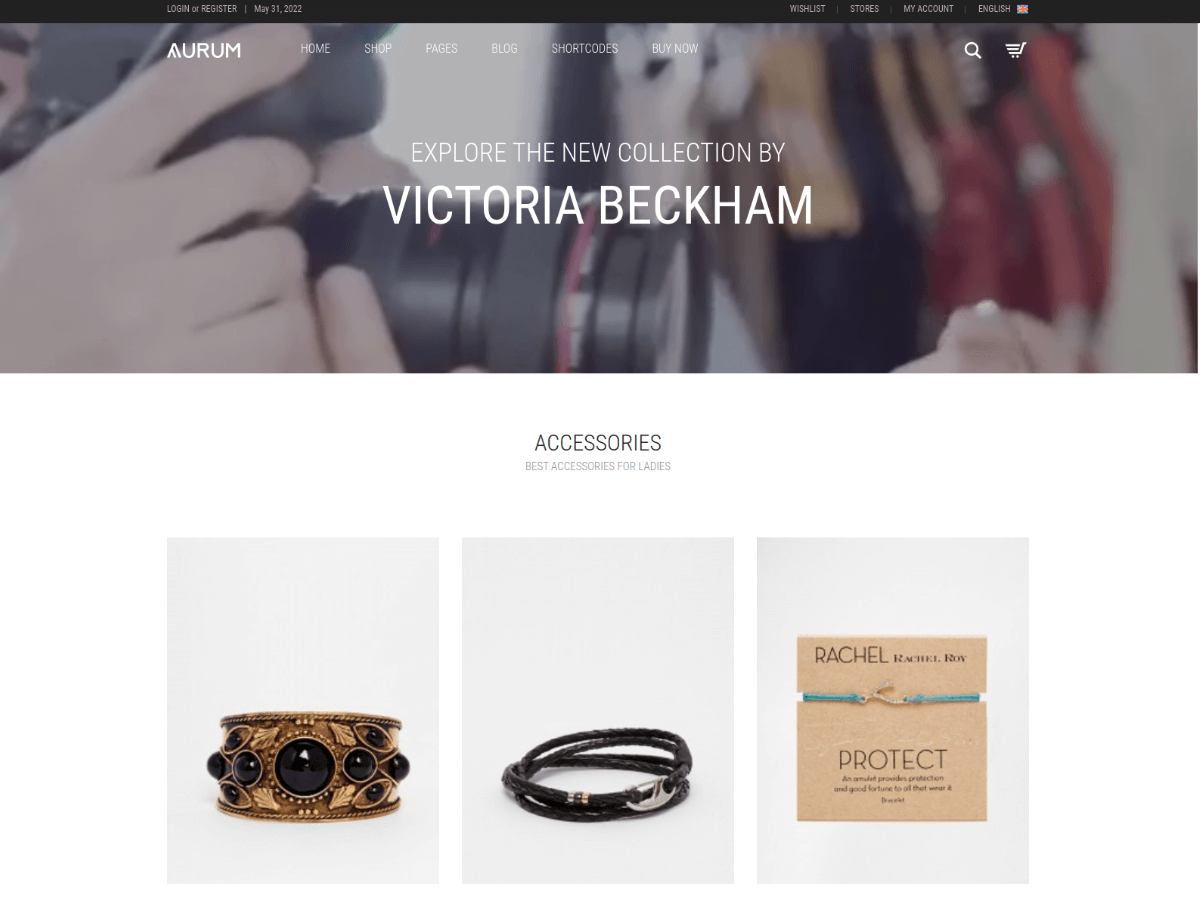 LOGIN or REGISTER | May 31, 2022
WISHLIST | STORES | MY ACCOUNT | ENGLISH
AURUM
HOME SHOP PAGES BLOG SHORTCODES BUY NOW
EXPLORE THE NEW COLLECTION BY
VICTORIA BECKHAM
ACCESSORIES
BEST ACCESSORIES FOR LADIES
RACHEL RACHEL ROY
PROTECT
An amulet provides protection
and good fortune to all that wear it
Bracelet